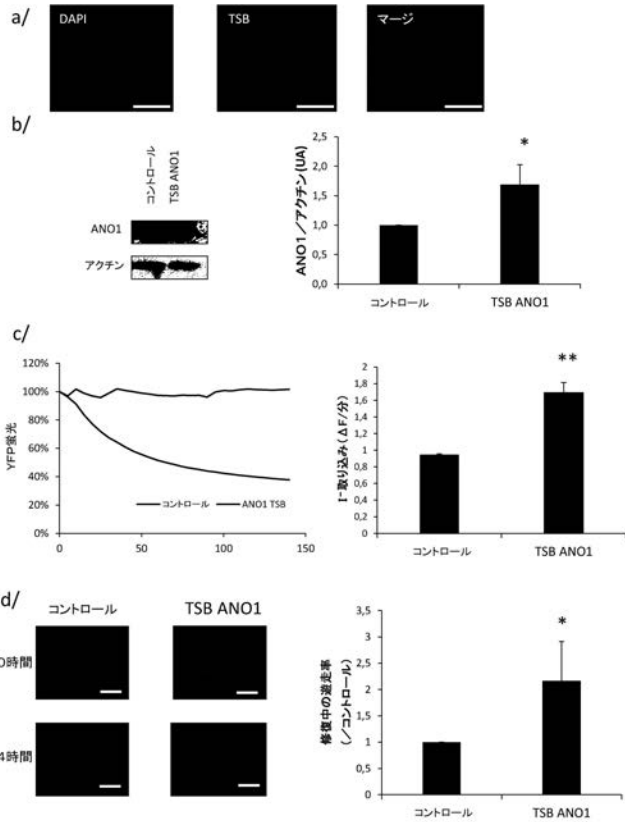 a/
DAPI
TSB
マージ
b/
コントロール
TSB ANO1
ANO1
アクチン
ANO1/アクチン(UA)
2,5
2,0
1,5
1,0
0,5
0,0
*
コントロール
TSB ANO1
c/
YFP蛍光
120%
100%
80%
60%
40%
20%
0%
コントロール
ANO1 TSB
0
50
100
150
I⁻取り込み(ΔF/分)
2
1,8
1,6
1,4
1,2
1
0,8
0,6
0,4
0,2
0
**
コントロール
TSB ANO1
d/
コントロール
TSB ANO1
0時間
4時間
修復中の遊走率
(/コントロール)
3,5
3
2,5
2
1,5
1
0,5
0
*
コントロール
TSB ANO1